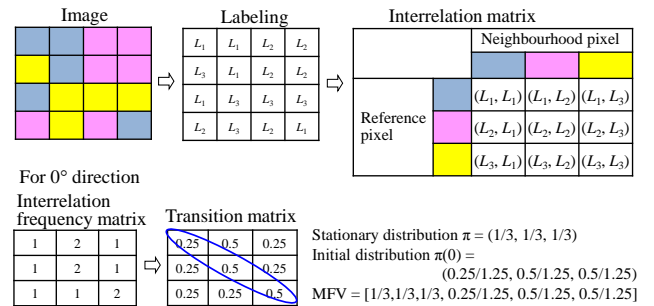 Image
Labeling
Interrelation matrix
L₁ L₁ L₂ L₂
L₃ L₁ L₂ L₂
L₁ L₃ L₃ L₃
L₂ L₃ L₂ L₁
Neighbourhood pixel
Reference
pixel
(L₁, L₁) (L₁, L₂) (L₁, L₃)
(L₂, L₁) (L₂, L₂) (L₂, L₃)
(L₃, L₁) (L₃, L₂) (L₃, L₃)
For 0° direction
Interrelation
frequency matrix
1 2 1
1 2 1
1 1 2
Transition matrix
0.25 0.5 0.25
0.25 0.5 0.25
0.25 0.25 0.5
Stationary distribution π = (1/3, 1/3, 1/3)
Initial distribution π(0) =
(0.25/1.25, 0.5/1.25, 0.5/1.25)
MFV = [1/3,1/3,1/3, 0.25/1.25, 0.5/1.25, 0.5/1.25]